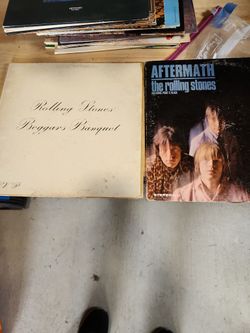 Rolling Stones
Beggars Banquet
AFTERMATH
the rolling stones